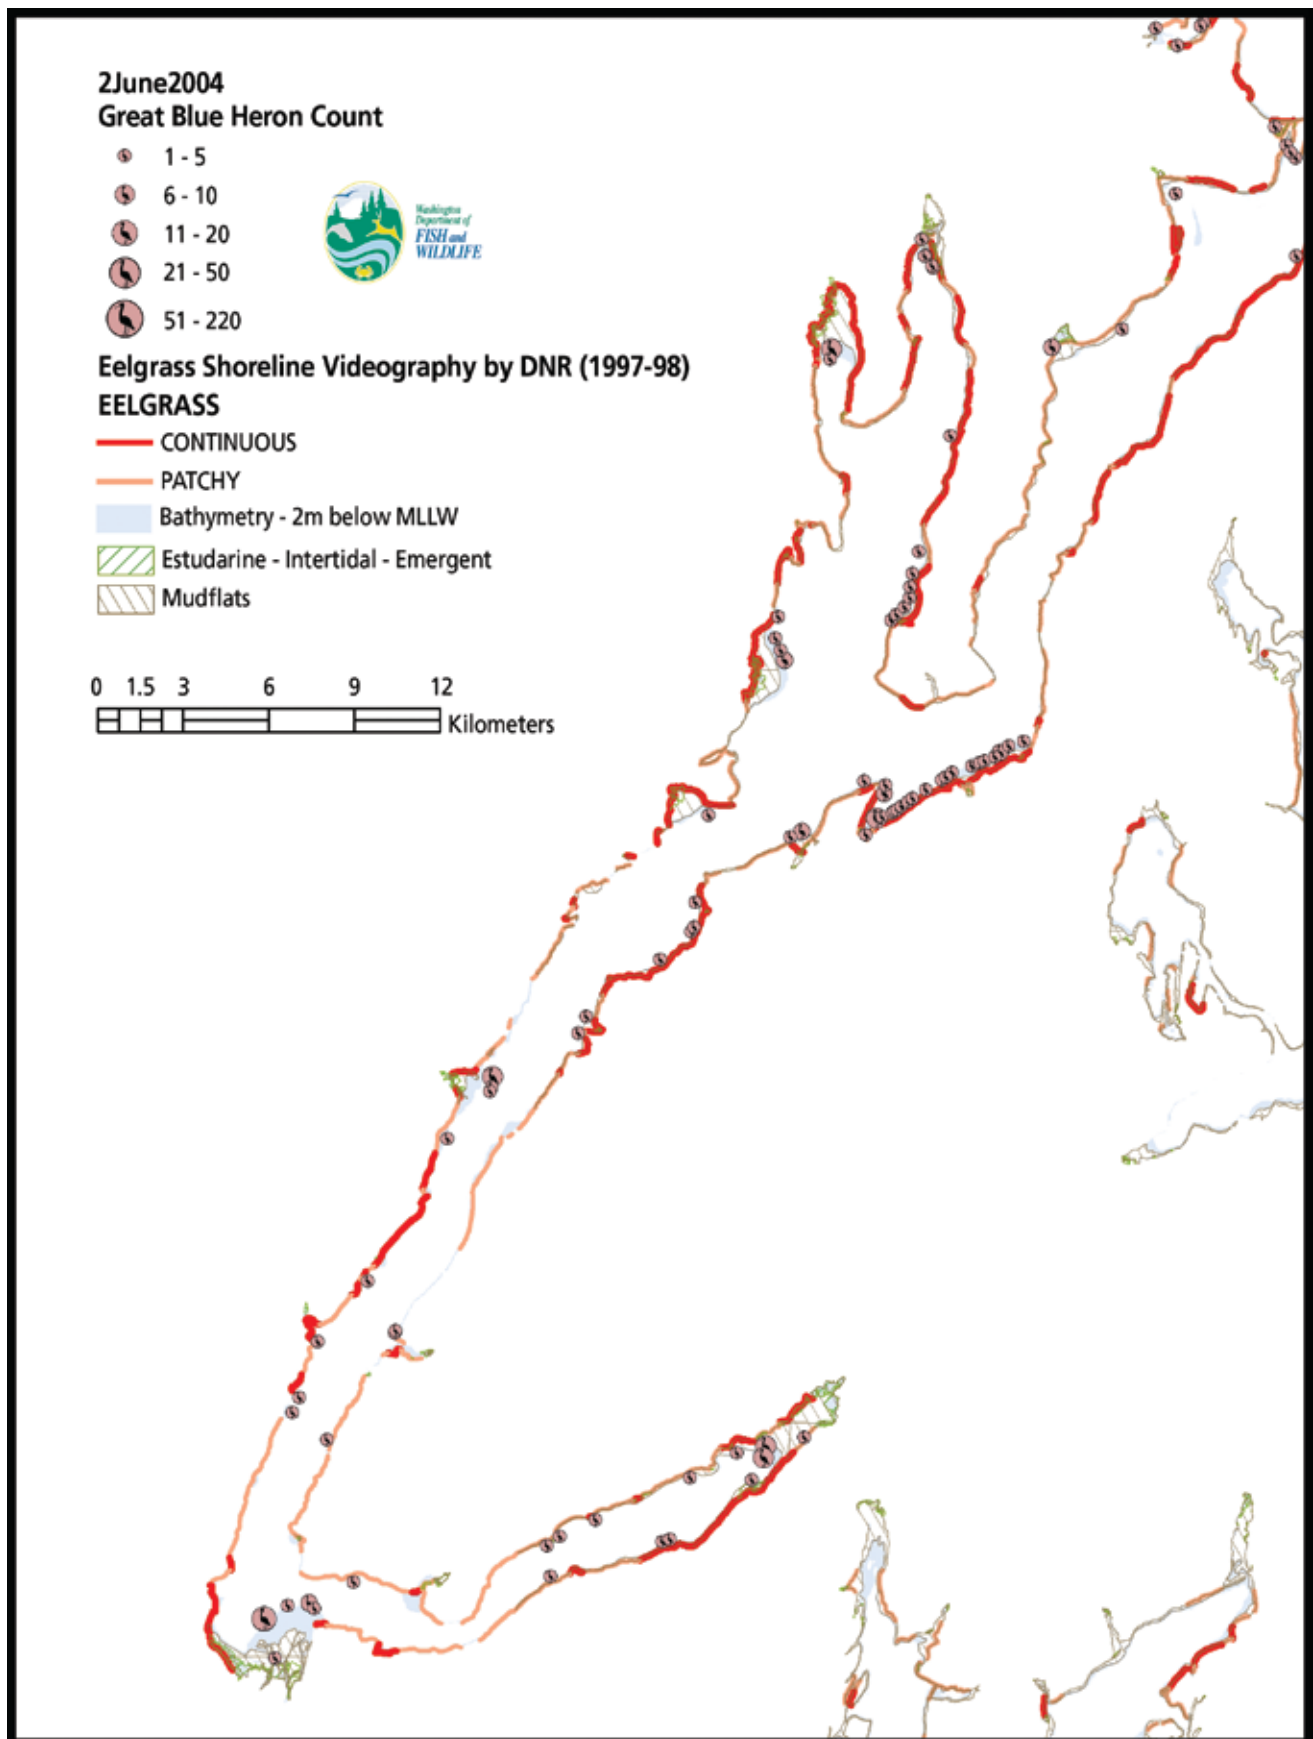 2June2004
Great Blue Heron Count
1 - 5
6 - 10
11 - 20
21 - 50
51 - 220
Washington
Department of
FISH and
WILDLIFE
Eelgrass Shoreline Videography by DNR (1997-98)
EELGRASS
CONTINUOUS
PATCHY
Bathymetry - 2m below MLLW
Estudarine - Intertidal - Emergent
Mudflats
0 1.5 3 6 9 12
Kilometers